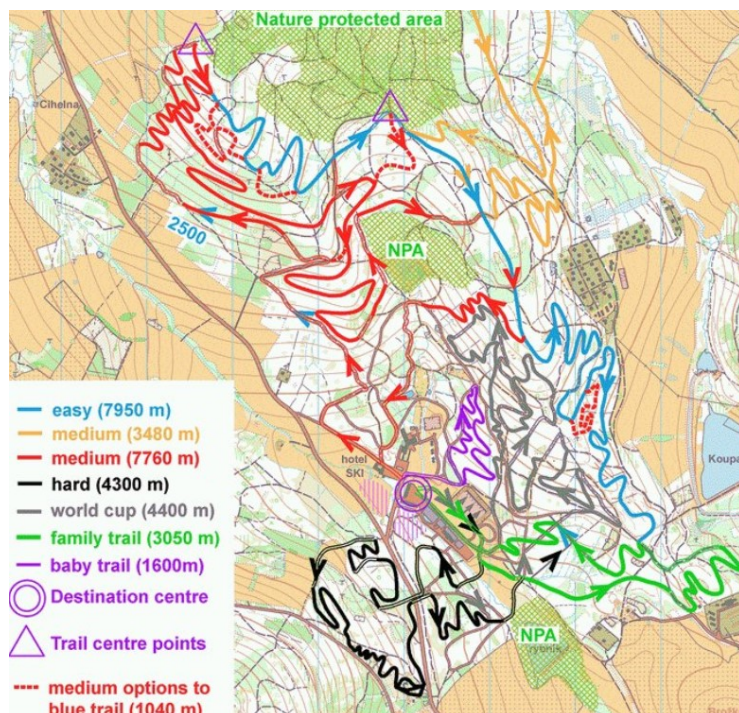 Nature protected area
Cihelna
2500
NPA
easy (7950 m)
medium (3480 m)
medium (7760 m)
hard (4300 m)
world cup (4400 m)
family trail (3050 m)
baby trail (1600m)
Destination centre
Trail centre points
medium options to
blue trail (1040 m)
hotel
SKI
Koupa
NPA
rybník